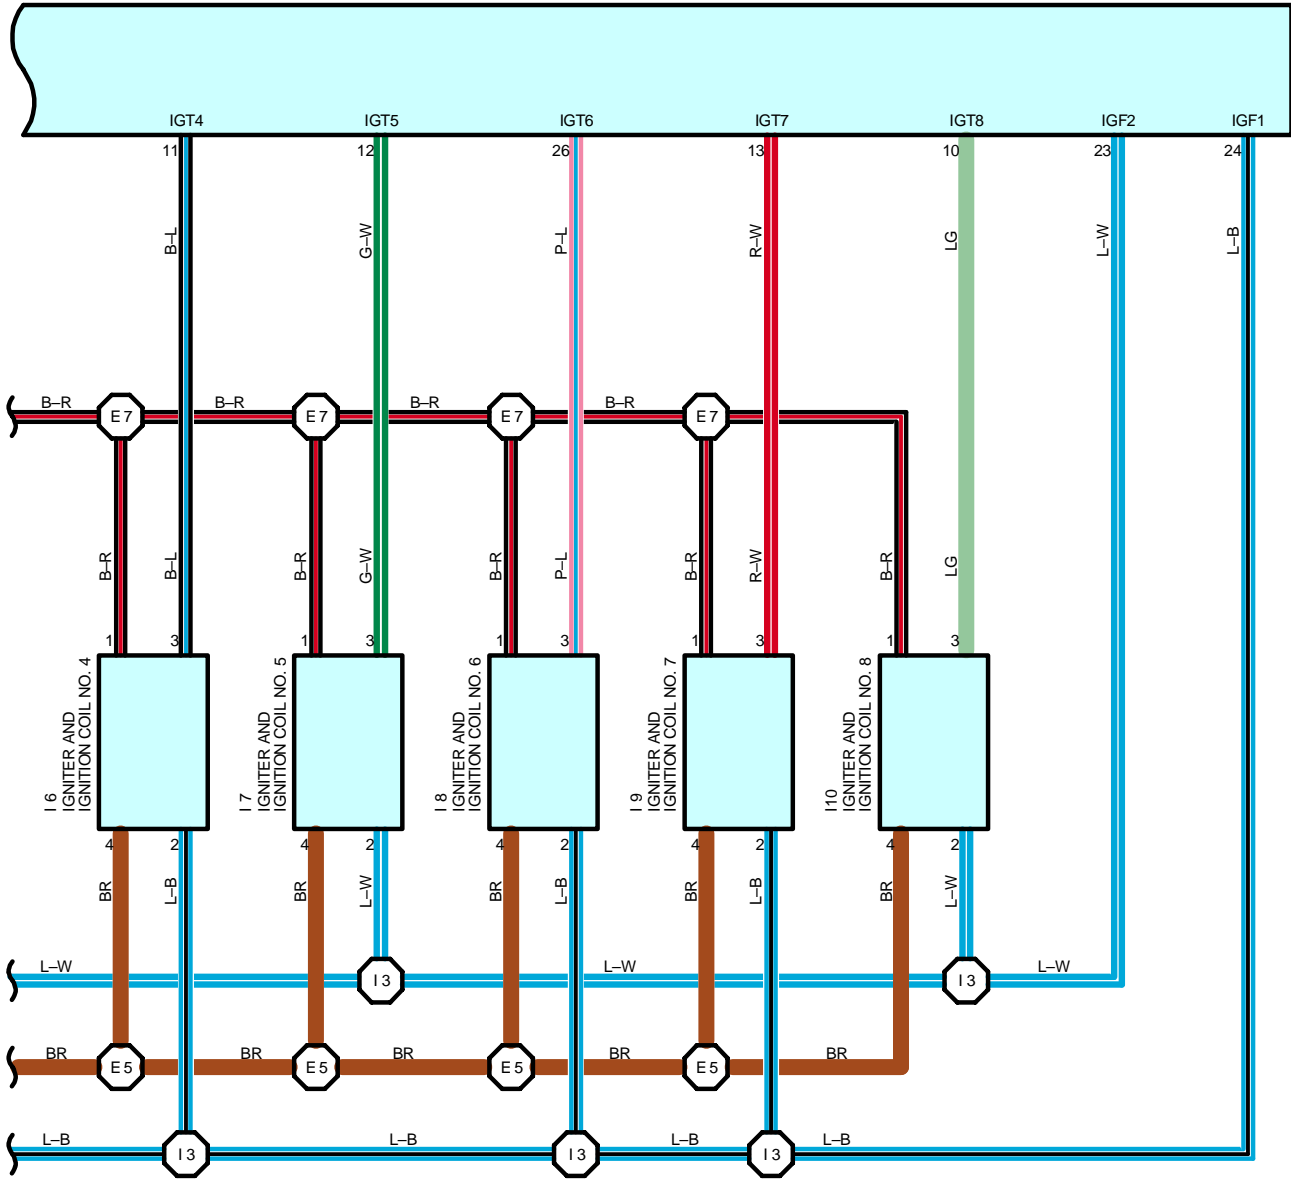 IGT4 IGT5 IGT6 IGT7 IGT8 IGF2 IGF1
11 12 26 13 10 23 24
B–L G–W P–L R–W LG L–W L–B
B–R B–R B–R B–R
E 7 E 7 E 7 E 7
B–R B–L B–R G–W B–R P–L B–R R–W B–R LG
1 3 1 3 1 3 1 3 1 3
I 6
IGNITER AND
IGNITION COIL NO. 4
I 7
IGNITER AND
IGNITION COIL NO. 5
I 8
IGNITER AND
IGNITION COIL NO. 6
I 9
IGNITER AND
IGNITION COIL NO. 7
I10
IGNITER AND
IGNITION COIL NO. 8
4 2 4 2 4 2 4 2 4 2
BR L–B BR L–W BR L–B BR L–B BR L–W
L–W L–W L–W
I 3 I 3
BR BR BR BR BR
E 5 E 5 E 5 E 5
L–B L–B L–B L–B
I 3 I 3 I 3